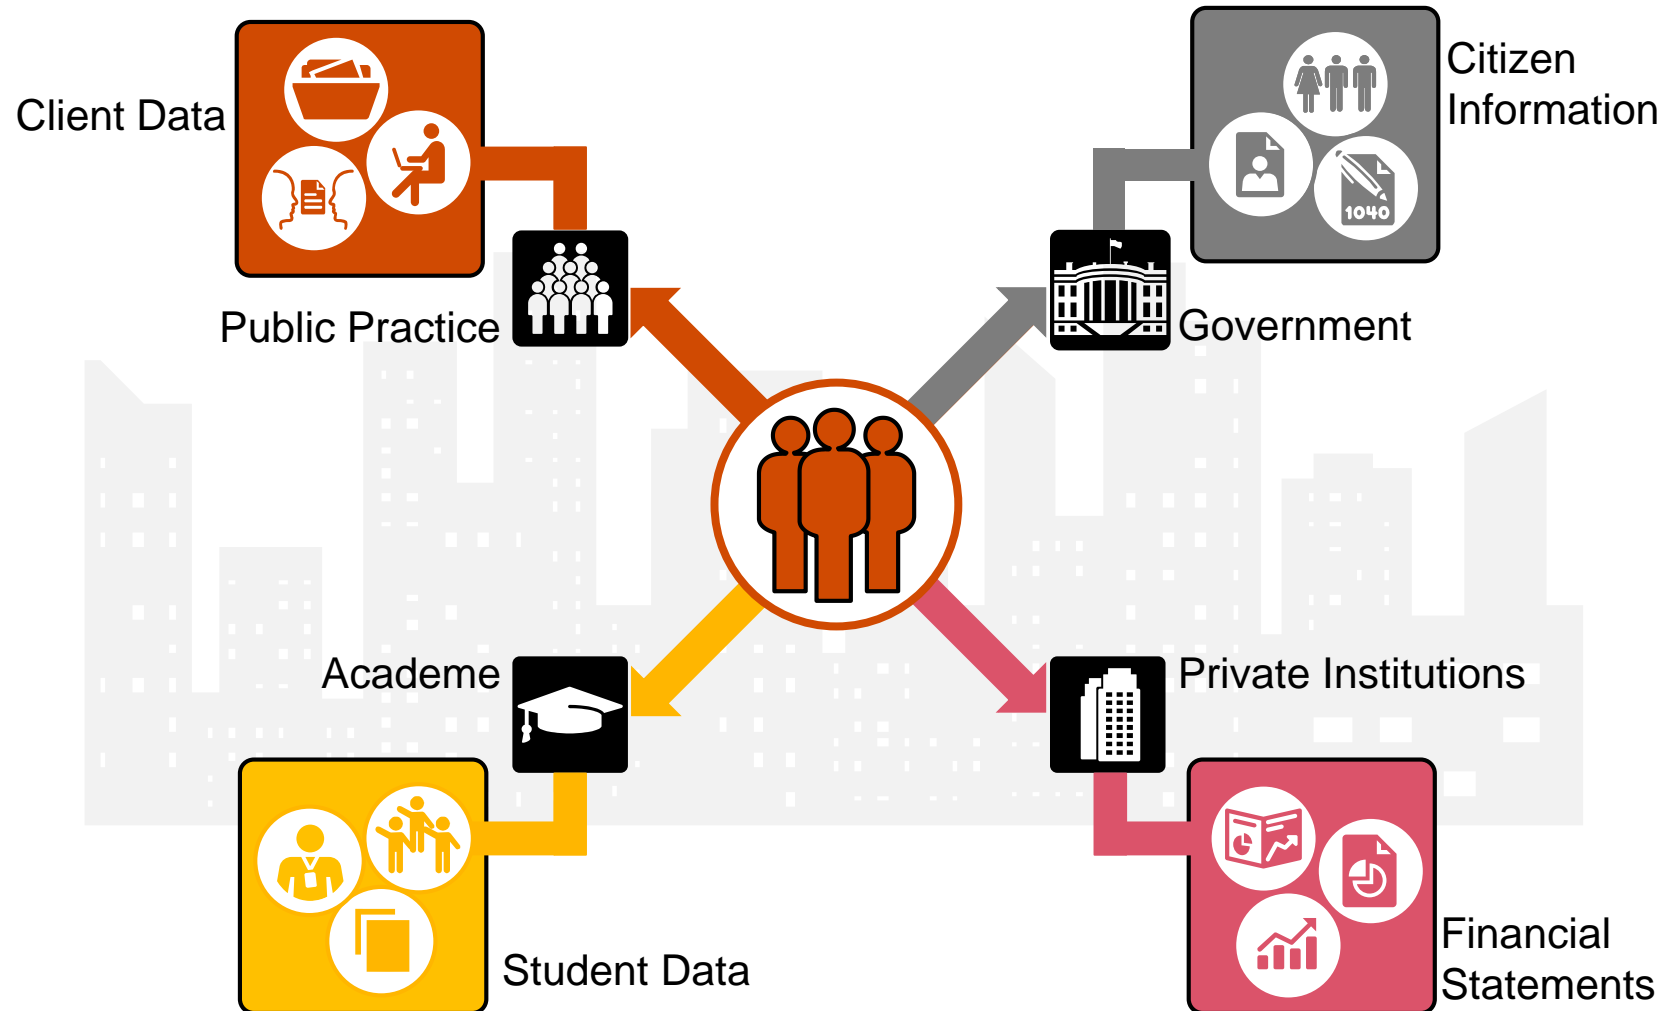 Client Data
Citizen
Information
1040
Public Practice
Government
Academe
Private Institutions
Student Data
Financial
Statements